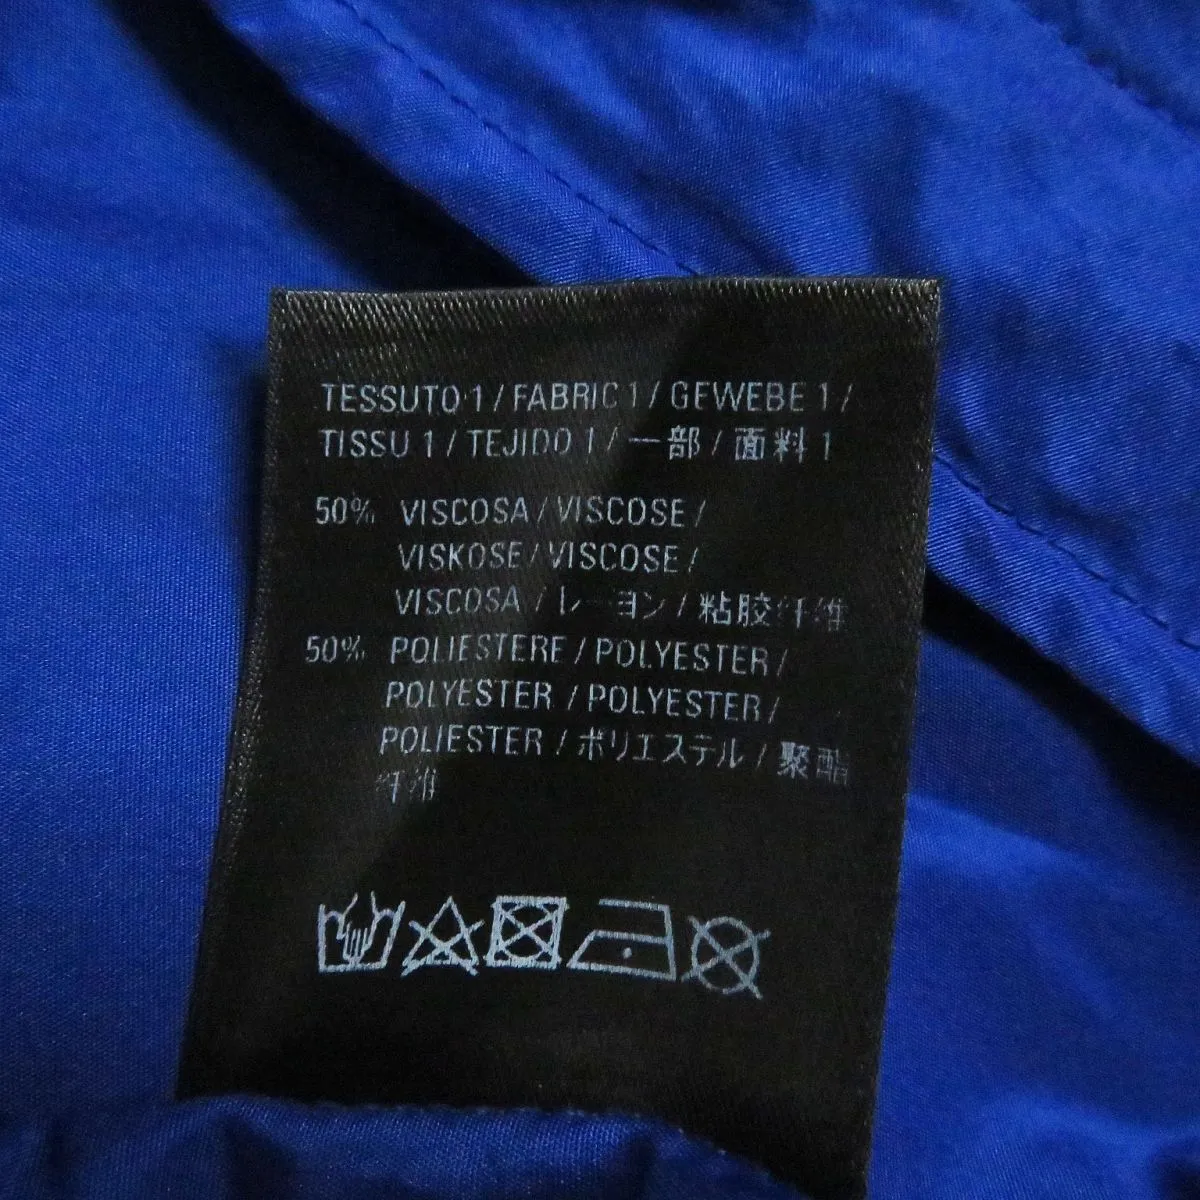 TESSUTO 1 / FABRIC 1 / GEWEBE 1 /
TISSU 1 / TEJIDO 1 / 一部 / 面料 1
50% VISCOSA / VISCOSE /
VISKOSE / VISCOSE /
VISCOSA / レーヨン / 粘胶纤维
50% POLIESTERE / POLYESTER /
POLYESTER / POLYESTER /
POLIESTER / ポリエステル / 聚酯
纤维